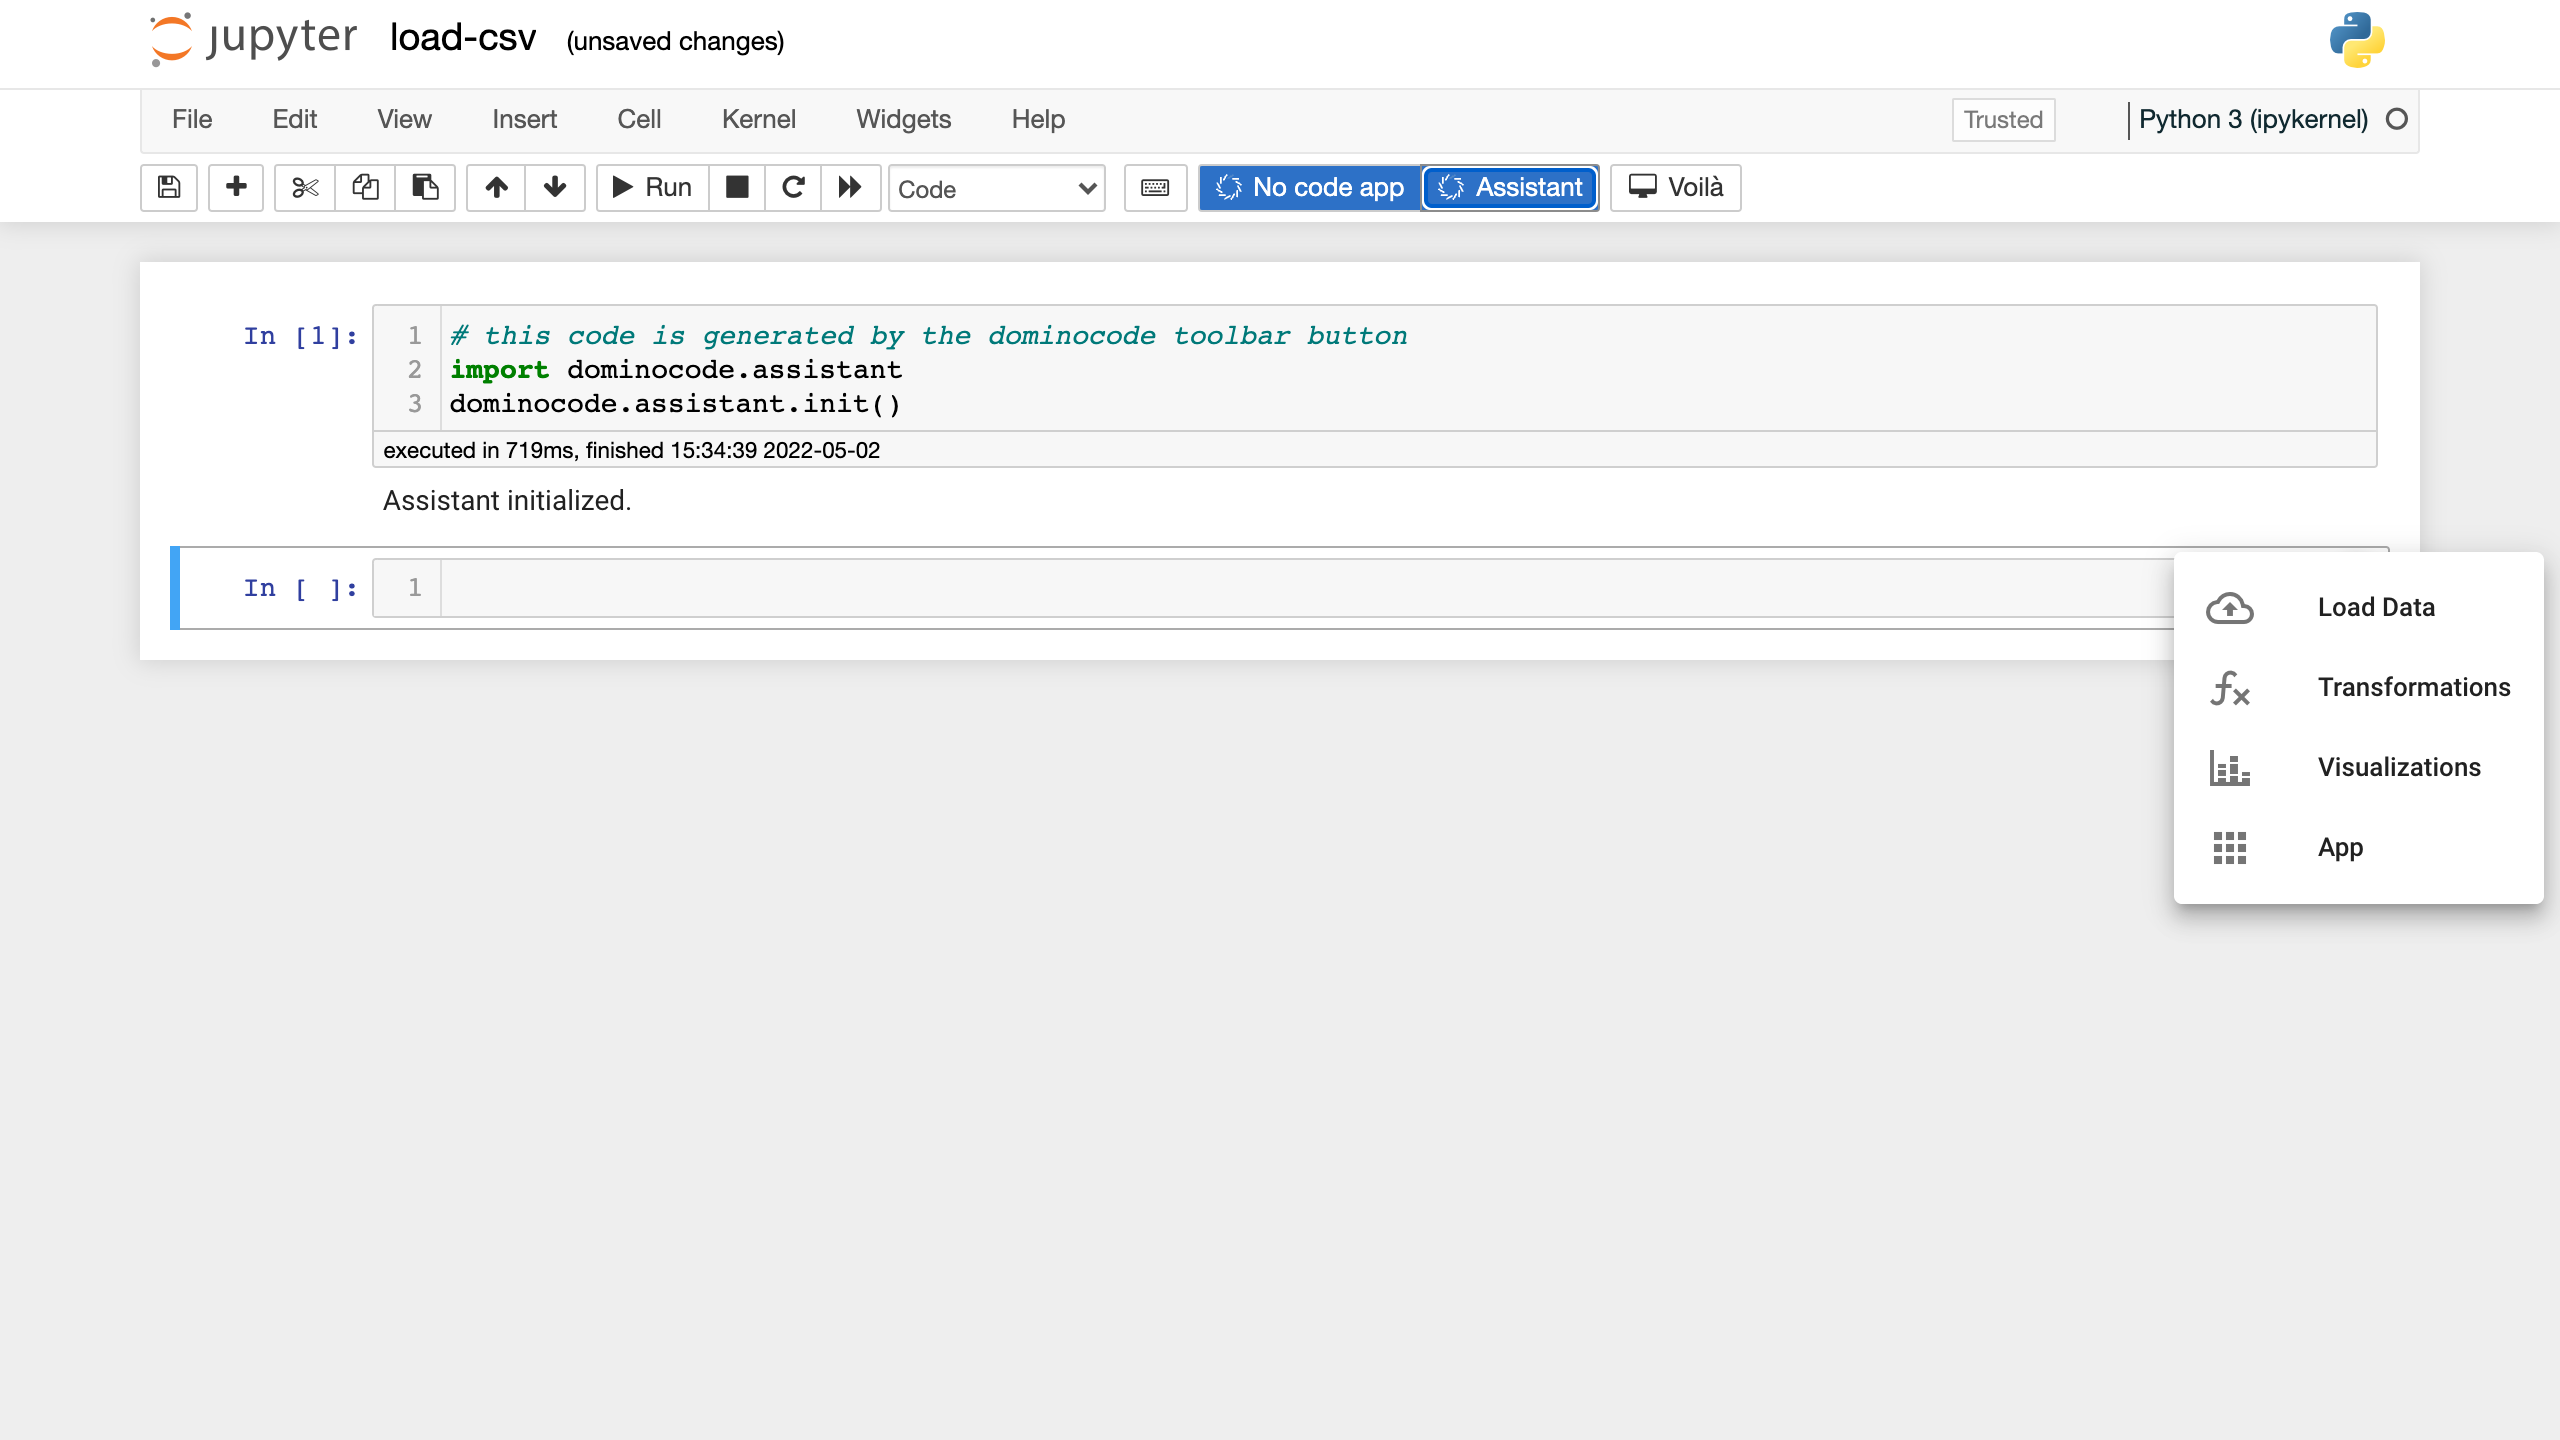 jupyter load-csv (unsaved changes)
File Edit View Insert Cell Kernel Widgets Help Trusted Python 3 (ipykernel)
Run Code No code app Assistant Voilà
In [1]:
1 # this code is generated by the dominocode toolbar button
2 import dominocode.assistant
3 dominocode.assistant.init()
executed in 719ms, finished 15:34:39 2022-05-02
Assistant initialized.
In [ ]: 1
Load Data
Transformations
Visualizations
App